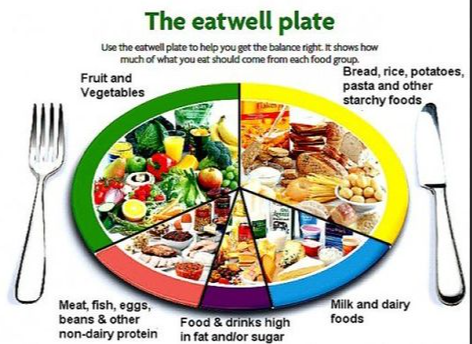 The eatwell plate
Use the eatwell plate to help you get the balance right. It shows how
much of what you eat should come from each food group.
Fruit and
Vegetables
Bread, rice, potatoes,
pasta and other
starchy foods
Meat, fish, eggs,
beans & other
non-dairy protein
Food & drinks high
in fat and/or sugar
Milk and dairy
foods